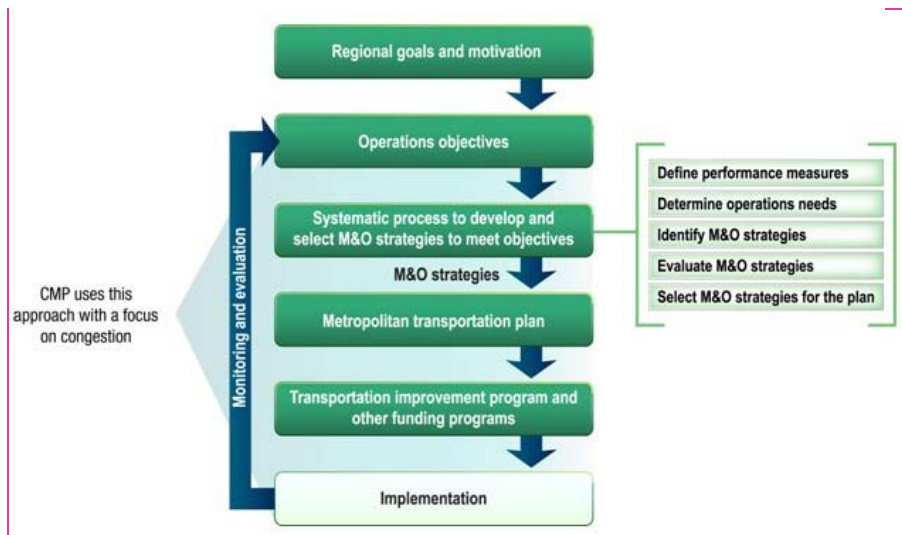 Regional goals and motivation
Operations objectives
Systematic process to develop and
select M&O strategies to meet objectives
M&O strategies
Metropolitan transportation plan
Transportation improvement program and
other funding programs
Implementation
Monitoring and evaluation
CMP uses this
approach with a focus
on congestion
Define performance measures
Determine operations needs
Identify M&O strategies
Evaluate M&O strategies
Select M&O strategies for the plan